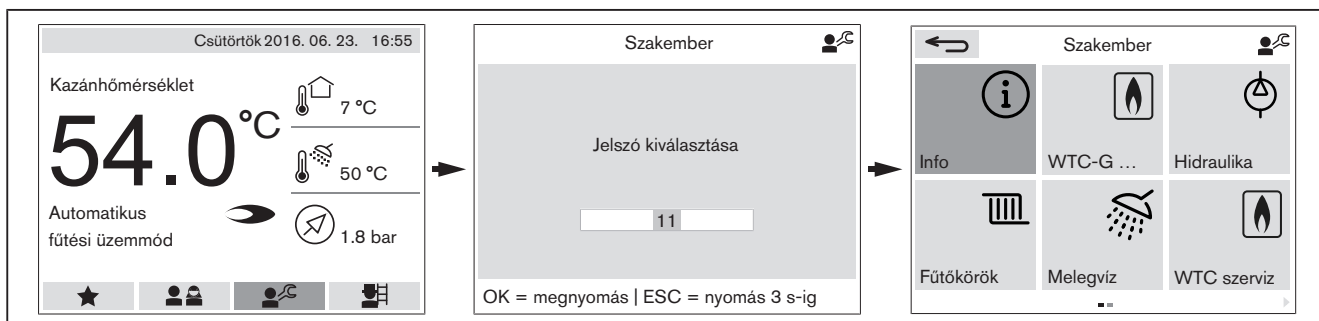 Csütörtök 2016. 06. 23. 16:55
Kazánhőmérséklet
54.0°C
7 °C
50 °C
1.8 bar
Automatikus
fűtési üzemmód
Szakember
Jelszó kiválasztása
11
OK = megnyomás | ESC = nyomás 3 s-ig
Szakember
Info
WTC-G ...
Hidraulika
Fűtőkörök
Melegvíz
WTC szerviz